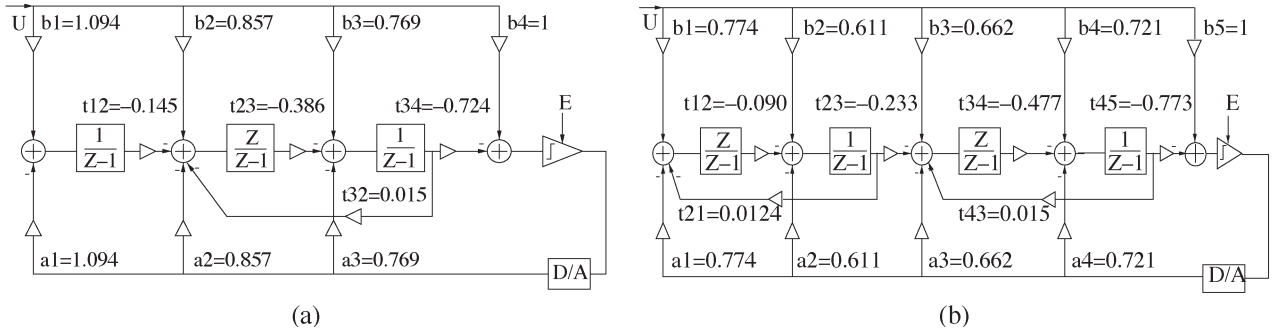 U b1=1.094 b2=0.857 b3=0.769 b4=1
t12=–0.145 t23=–0.386 t34=–0.724 E
1 Z 1
Z–1 Z–1 Z–1
t32=0.015
a1=1.094 a2=0.857 a3=0.769 D/A
(a)
U b1=0.774 b2=0.611 b3=0.662 b4=0.721 b5=1
t12=–0.090 t23=–0.233 t34=–0.477 t45=–0.773 E
Z 1 Z 1
Z–1 Z–1 Z–1 Z–1
t21=0.0124 t43=0.015
a1=0.774 a2=0.611 a3=0.662 a4=0.721 D/A
(b)